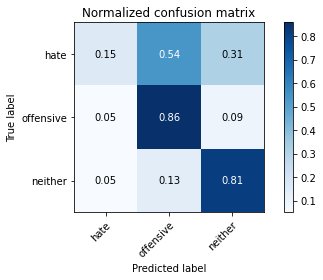 Normalized confusion matrix
True label
hate
offensive
neither
0.15 0.54 0.31
0.05 0.86 0.09
0.05 0.13 0.81
hate
offensive
neither
Predicted label
0.8
0.7
0.6
0.5
0.4
0.3
0.2
0.1